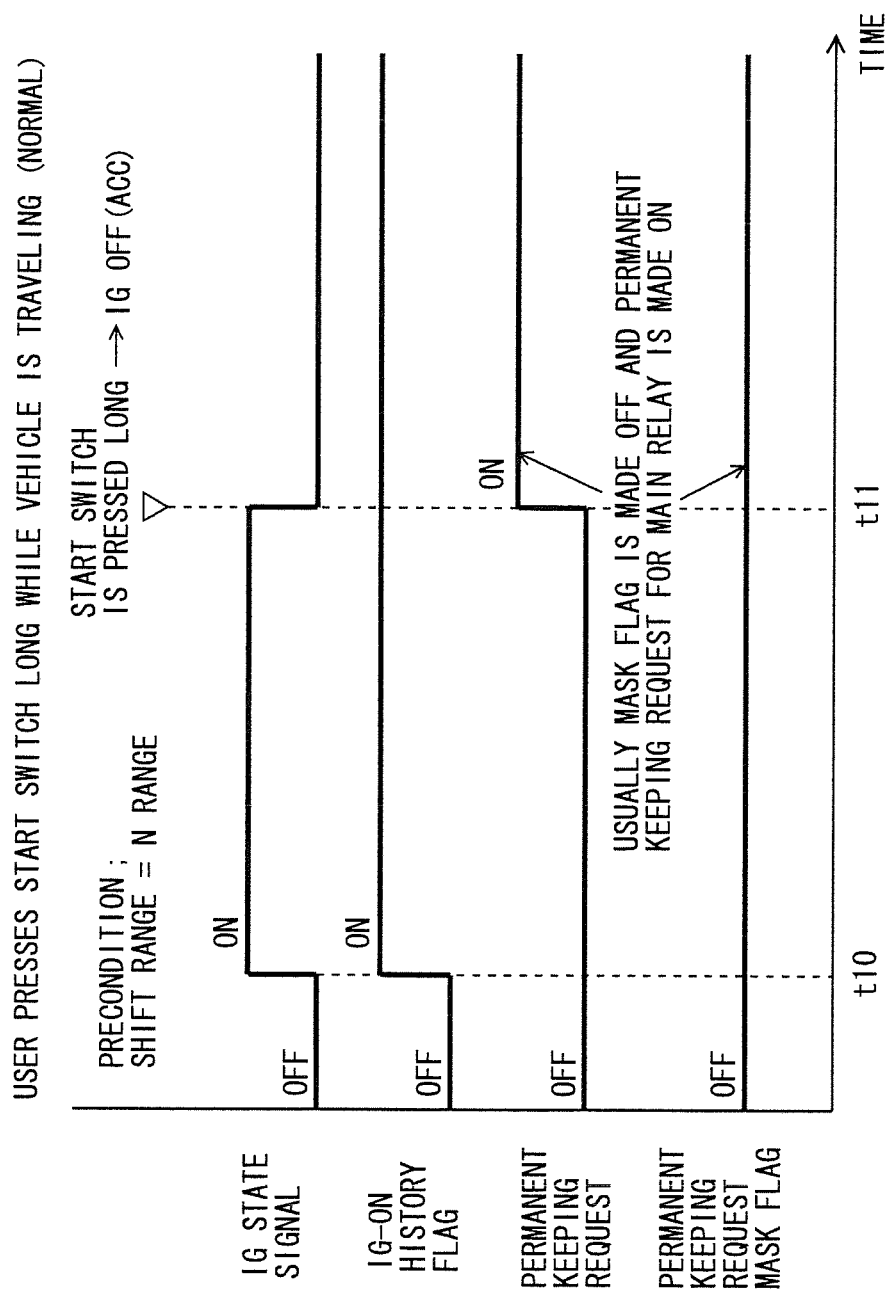 USER PRESSES START SWITCH LONG WHILE VEHICLE IS TRAVELING (NORMAL)
START SWITCH
IS PRESSED LONG → IG OFF (ACC)
PRECONDITION ;
SHIFT RANGE = N RANGE
IG STATE
SIGNAL
OFF
ON
IG-ON
HISTORY
FLAG
OFF
ON
PERMANENT
KEEPING
REQUEST
OFF
ON
USUALLY MASK FLAG IS MADE OFF AND PERMANENT
KEEPING REQUEST FOR MAIN RELAY IS MADE ON
PERMANENT
KEEPING
REQUEST
MASK FLAG
OFF
t10
t11
TIME